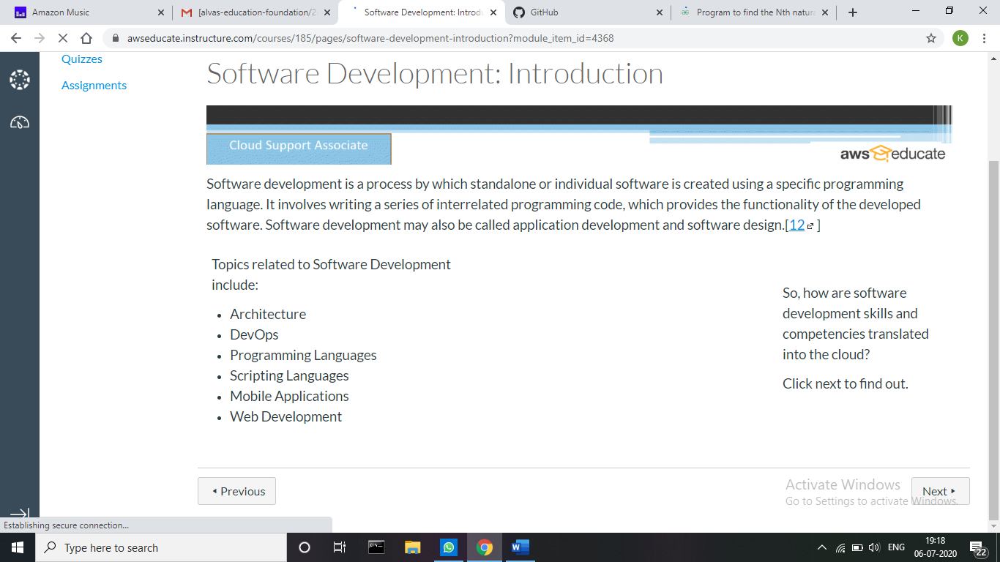 Amazon Music
[alvas-education-foundation/2
Software Development: Introdu
GitHub
Program to find the Nth natura
awseducate.instructure.com/courses/185/pages/software-development-introduction?module_item_id=4368
K
Quizzes
Assignments
Software Development: Introduction
Cloud Support Associate
aws educate
Software development is a process by which standalone or individual software is created using a specific programming
language. It involves writing a series of interrelated programming code, which provides the functionality of the developed
software. Software development may also be called application development and software design.[12 ]
Topics related to Software Development
include:
• Architecture
• DevOps
• Programming Languages
• Scripting Languages
• Mobile Applications
• Web Development
So, how are software
development skills and
competencies translated
into the cloud?
Click next to find out.
Previous
Next
Activate Windows
Go to Settings to activate Windows.
Establishing secure connection...
Type here to search
ENG
19:18
06-07-2020
22